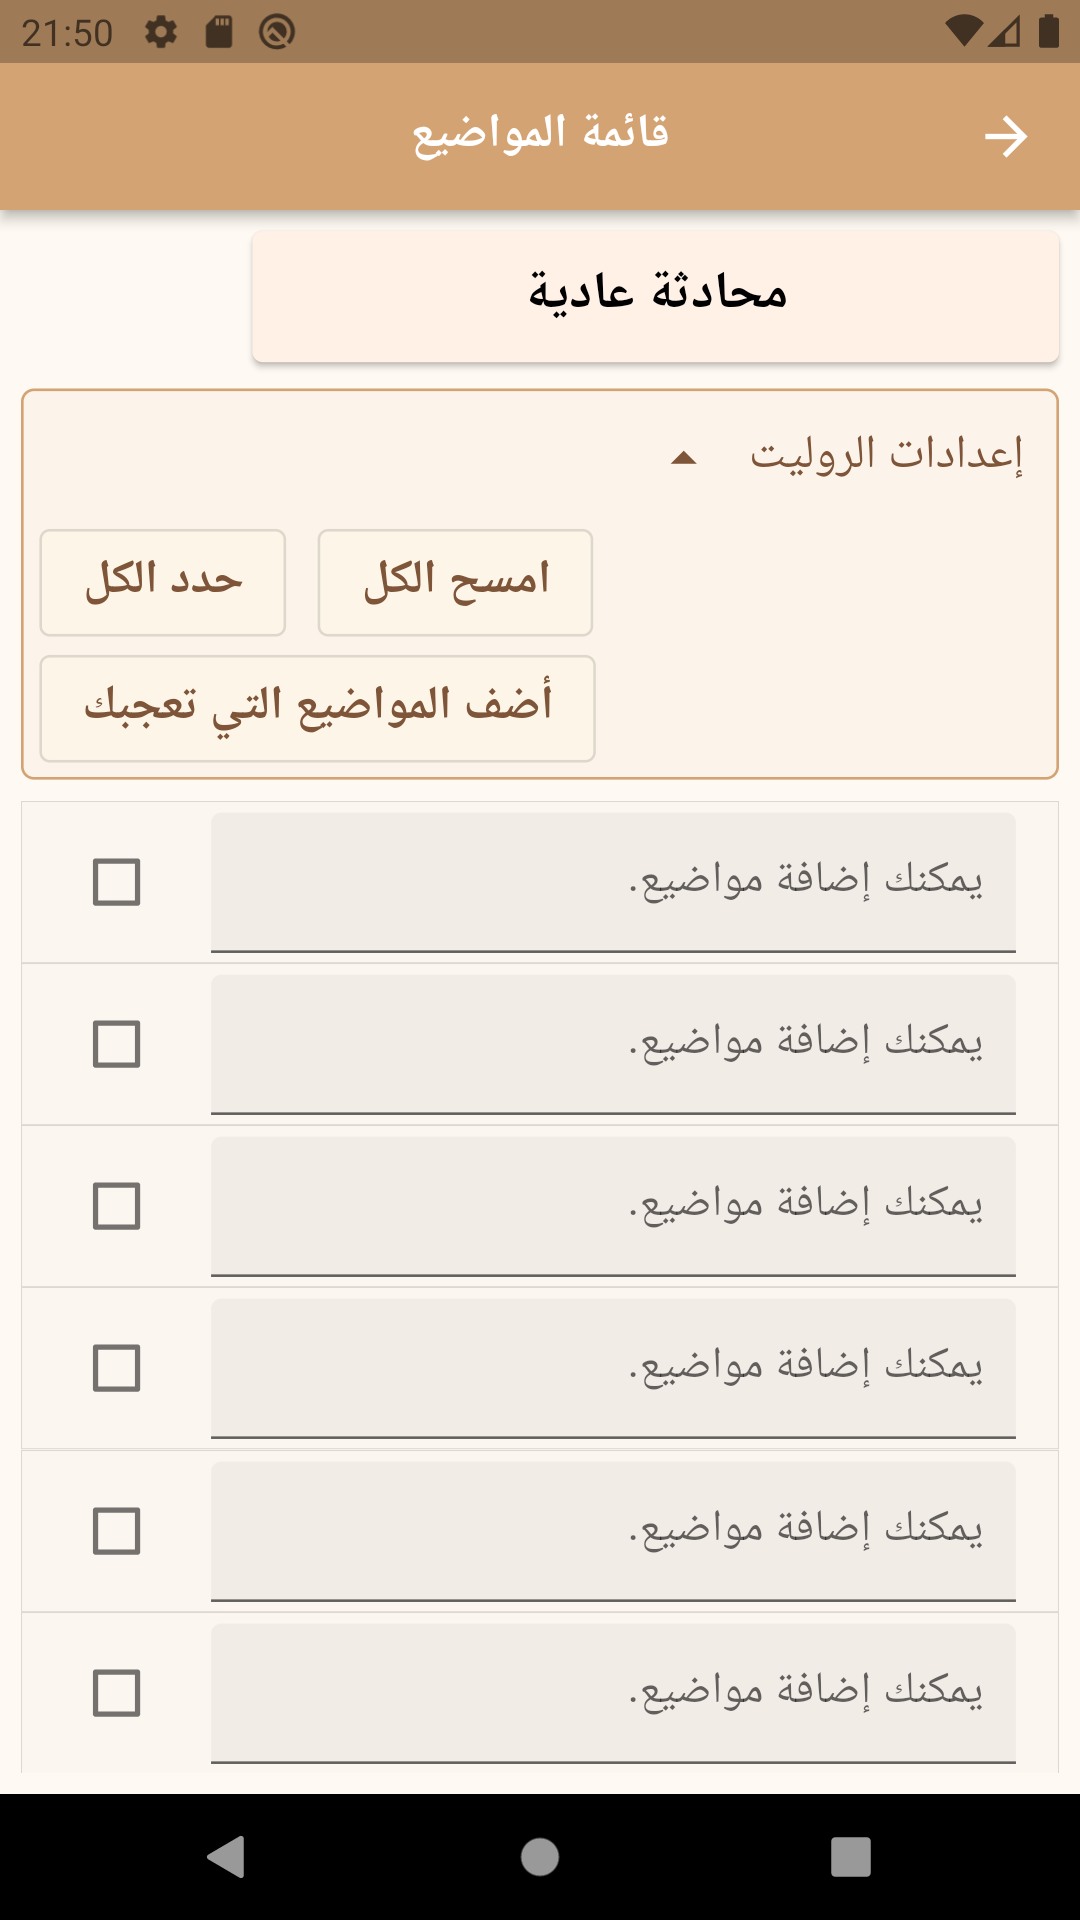 21:50
قائمة المواضيع
محادثة عادية
إعدادات الروليت
امسح الكل
حدد الكل
أضف المواضيع التي تعجبك
يمكنك إضافة مواضيع.
يمكنك إضافة مواضيع.
يمكنك إضافة مواضيع.
يمكنك إضافة مواضيع.
يمكنك إضافة مواضيع.
يمكنك إضافة مواضيع.